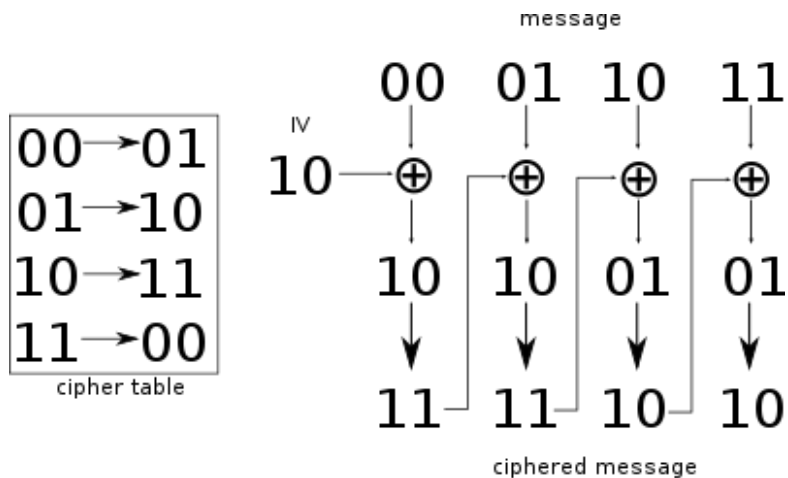 message
00 01 10 11
IV
10
00 01
01 10
10 11
11 00
cipher table
10 10 01 01
11 11 10 10
ciphered message